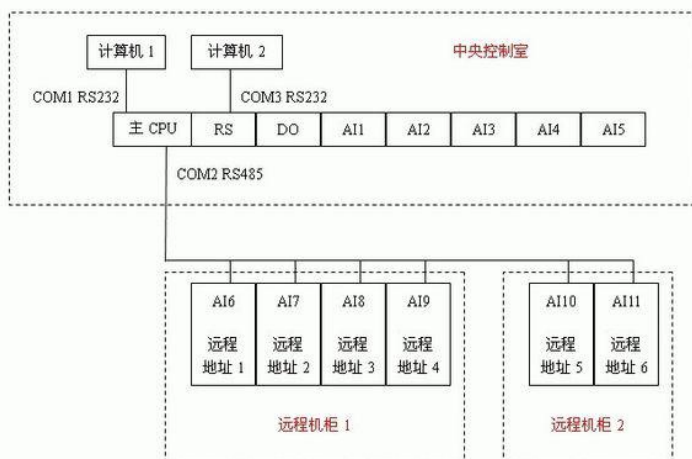 计算机 1
计算机 2
中央控制室
COM1 RS232
COM3 RS232
主 CPU
RS
DO
AI1
AI2
AI3
AI4
AI5
COM2 RS485
AI6
远程
地址 1
AI7
远程
地址 2
AI8
远程
地址 3
AI9
远程
地址 4
AI10
远程
地址 5
AI11
远程
地址 6
远程机柜 1
远程机柜 2